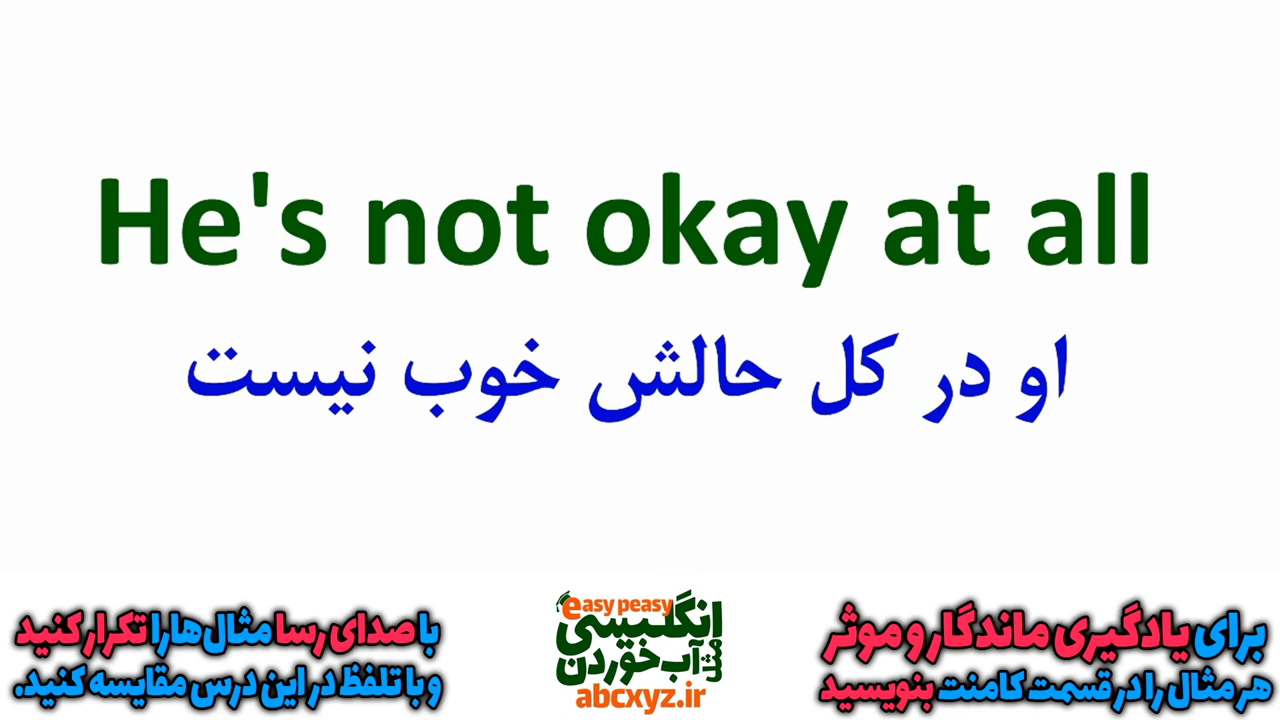 He's not okay at all
او در کل حالش خوب نیست
با صدای رسا مثال‌ها را تکرار کنید
و با تلفظ در این درس مقایسه کنید.
easy peasy
انگلیسی
مثل آب خوردن
abcxyz.ir
برای یادگیری ماندگار و موثر
هر مثال را در قسمت کامنت بنویسید